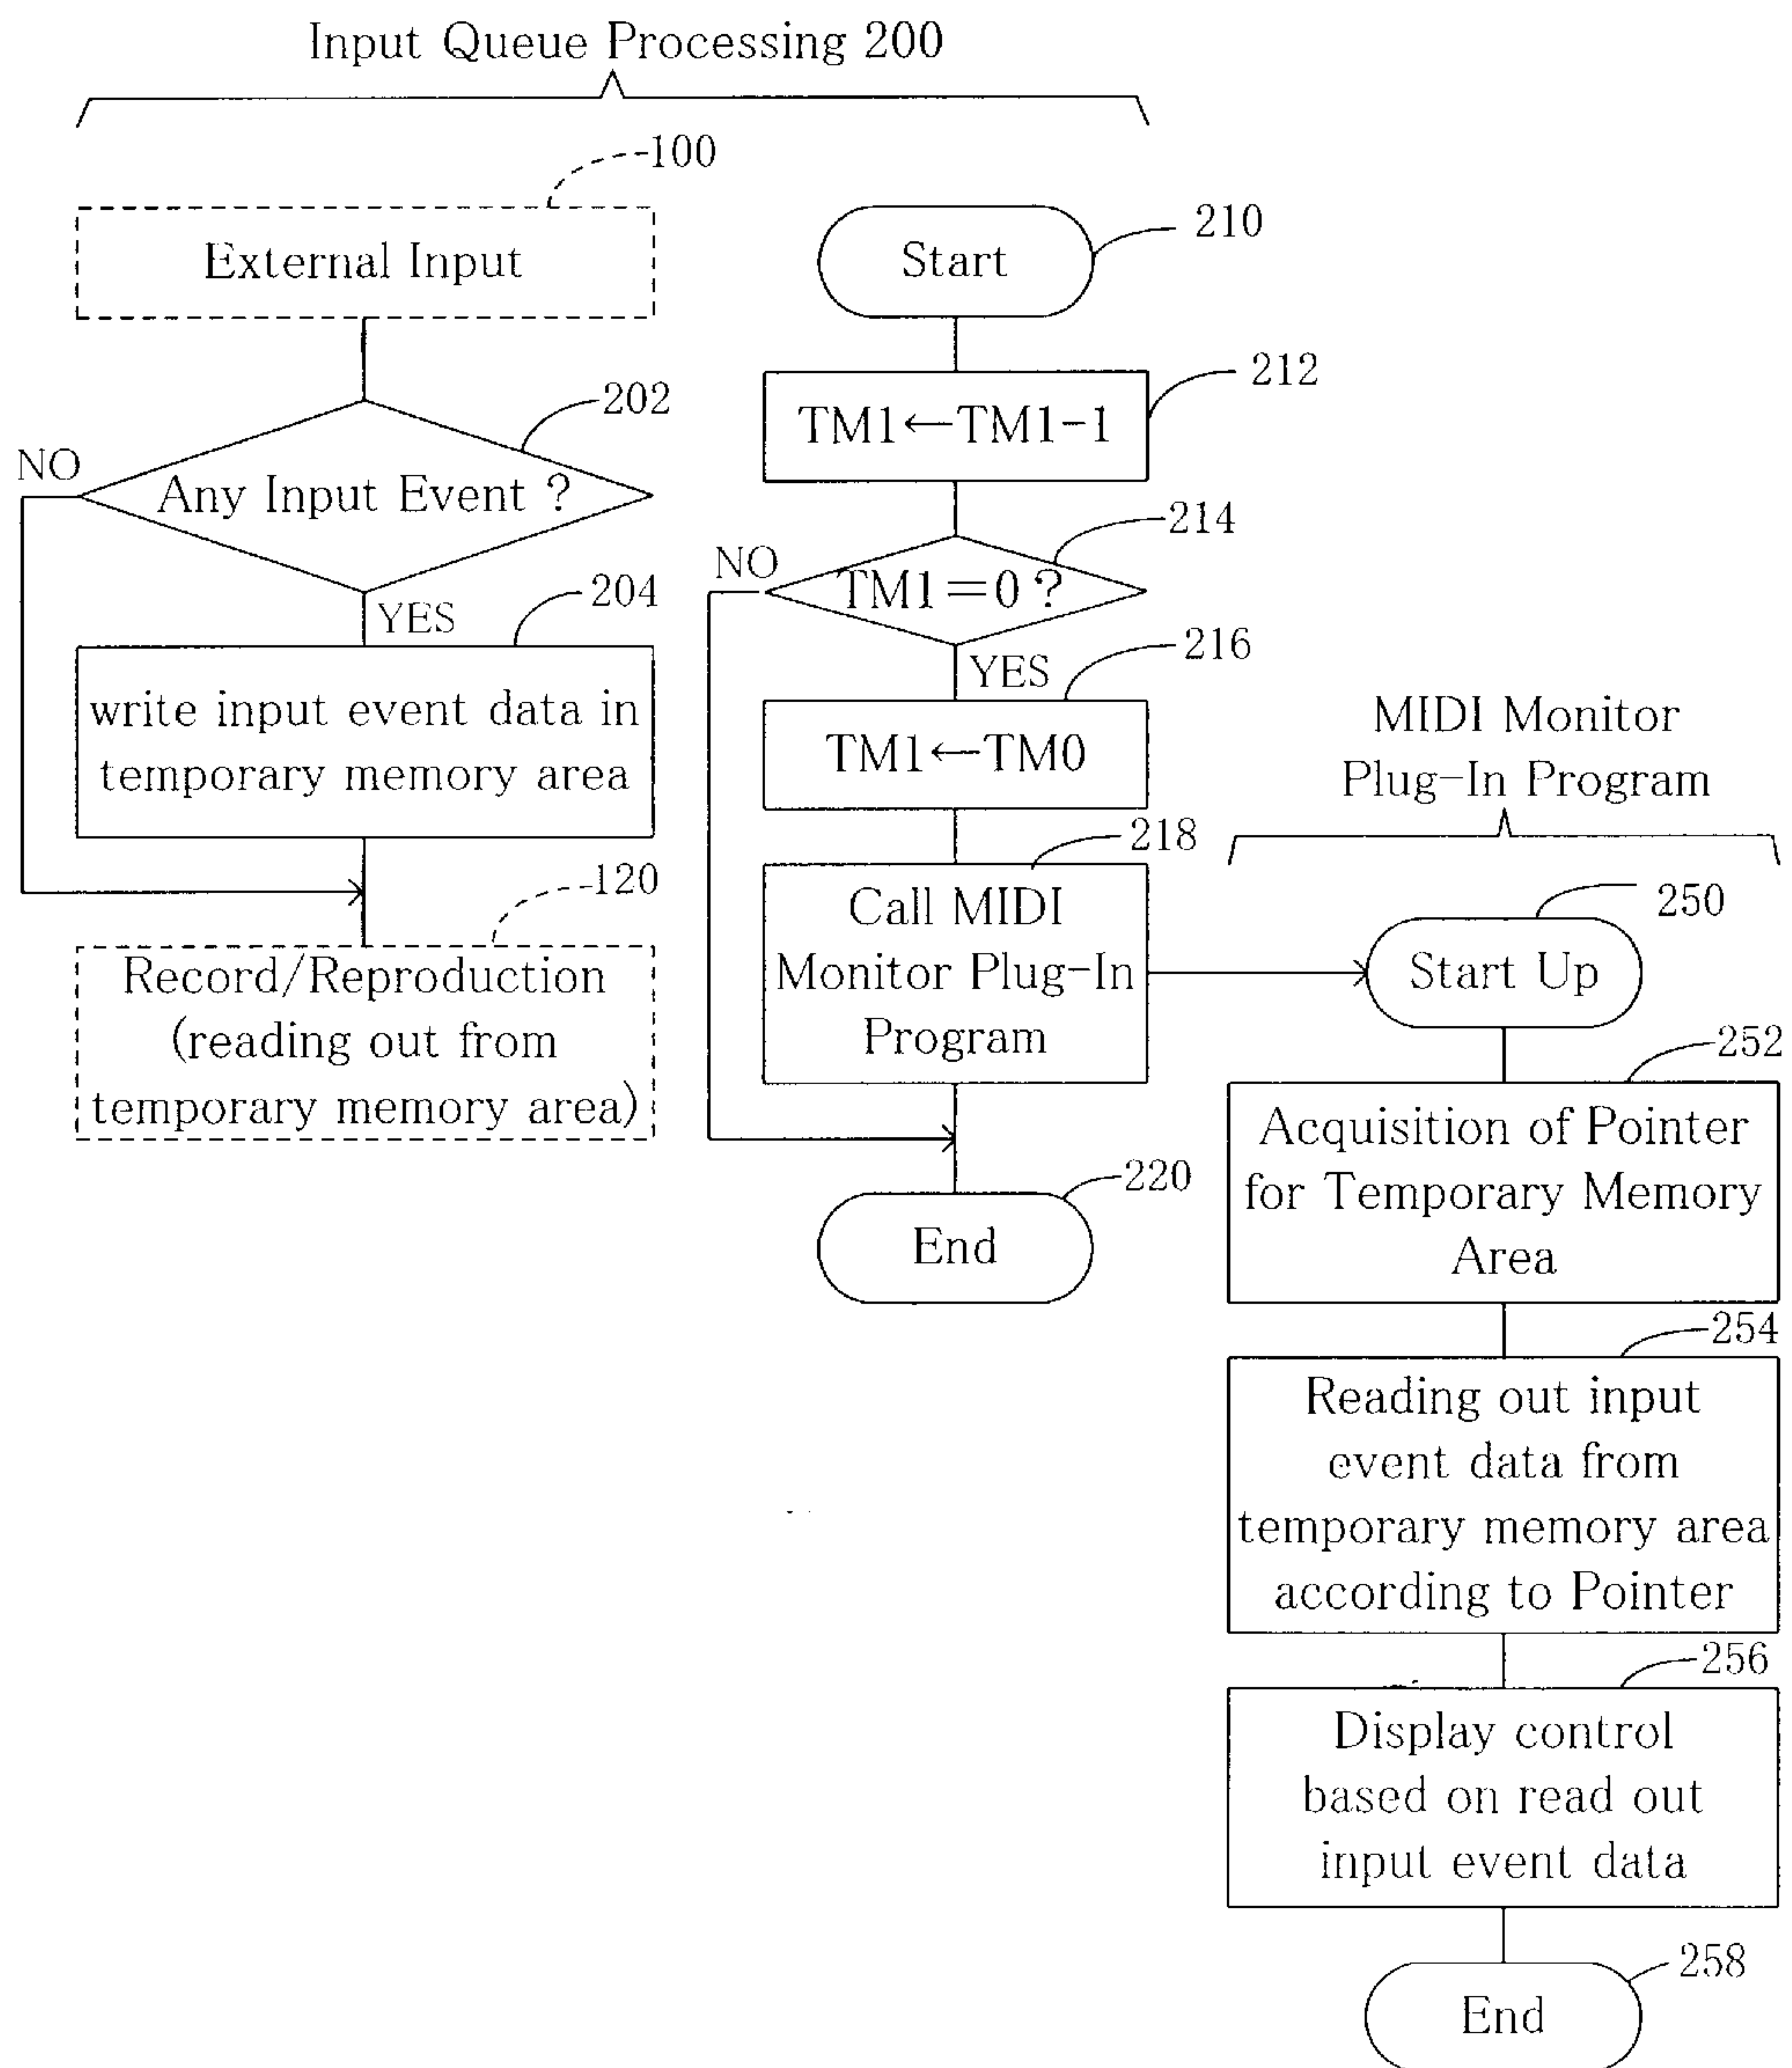 Input Queue Processing 200
100
External Input
202
NO
Any Input Event ?
YES
204
write input event data in
temporary memory area
120
Record/Reproduction
(reading out from
temporary memory area)
210
Start
212
TM1←TM1-1
214
NO
TM1=0 ?
YES
216
TM1←TM0
218
Call MIDI
Monitor Plug-In
Program
220
End
MIDI Monitor
Plug-In Program
250
Start Up
252
Acquisition of Pointer
for Temporary Memory
Area
254
Reading out input
event data from
temporary memory area
according to Pointer
256
Display control
based on read out
input event data
258
End